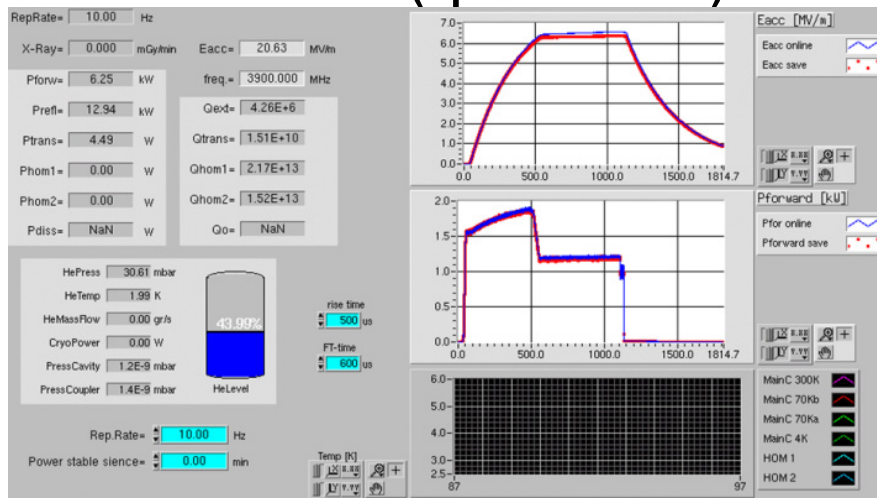 RepRate= 10.00 Hz
X-Ray= 0.000 mGy/min Eacc= 20.63 MV/m
Pforw= 6.25 kW freq.= 3900.000 MHz
Prefl= 12.94 kW Qext= 4.26E+6
Ptrans= 4.49 W Qtrans= 1.51E+10
Phom1= 0.00 W Qhom1= 2.17E+13
Phom2= 0.00 W Qhom2= 1.52E+13
Pdiss= NaN W Qo= NaN
HePress 30.61 mbar
HeTemp 1.99 K
HeMassFlow 0.00 gr/s
CryoPower 0.00 W
PressCavity 1.2E-9 mbar
PressCoupler 1.4E-9 mbar
43.99%
HeLevel
rise time
500 us
FT-time
600 us
Rep.Rate= 10.00 Hz
Power stable sience= 0.00 min
Temp [K]
Eacc [MV/m]
Eacc online
Eacc save
7.0
6.0
5.0
4.0
3.0
2.0
1.0
0.0
0.0 500.0 1000.0 1500.0 1814.7
Pforward [kW]
Pfor online
Pforward save
2.0
1.5
1.0
0.5
0.0
0.0 500.0 1000.0 1500.0 1814.7
6.0
5.0
4.0
3.0
2.5
87 97
MainC 300K
MainC 70Kb
MainC 70Ka
MainC 4K
HOM 1
HOM 2